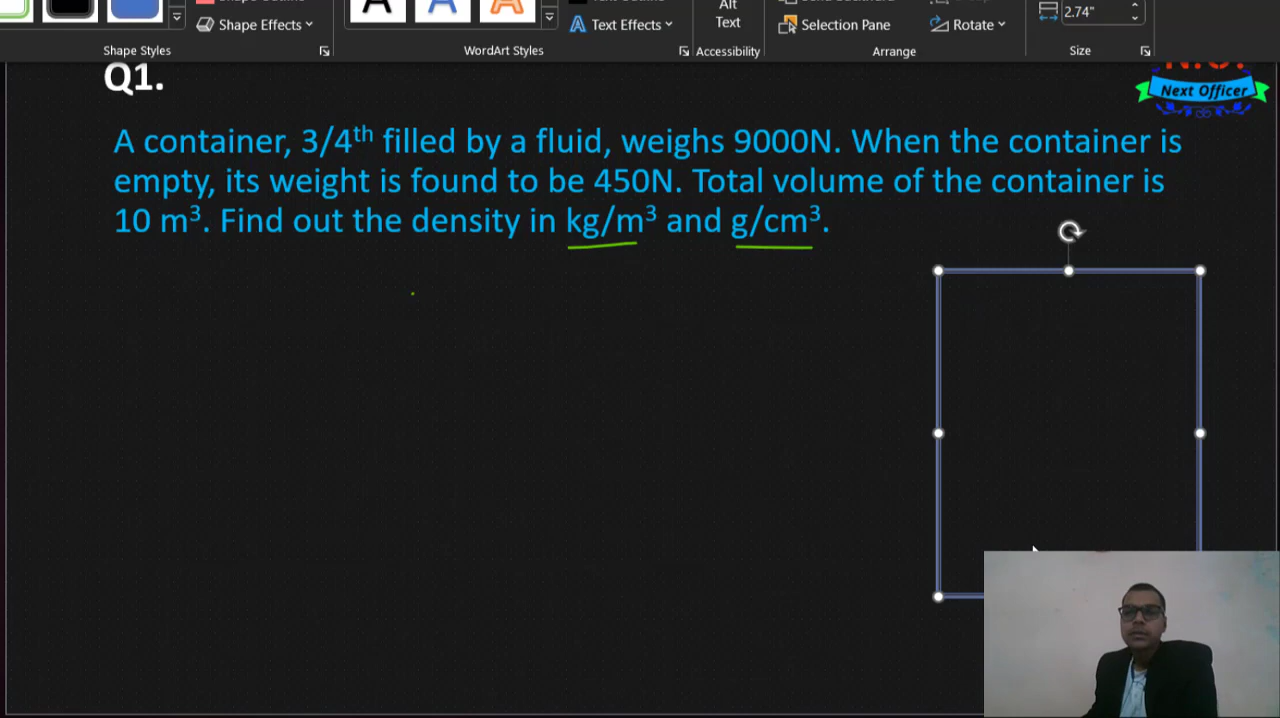 Alt
2.74"
Shape Effects
Text Effects
Text
Selection Pane
Rotate
Shape Styles
WordArt Styles
Accessibility
Arrange
Size
Q1.
Next Officer
A container, 3/4th filled by a fluid, weighs 9000N. When the container is
empty, its weight is found to be 450N. Total volume of the container is
10 m³. Find out the density in kg/m³ and g/cm³.